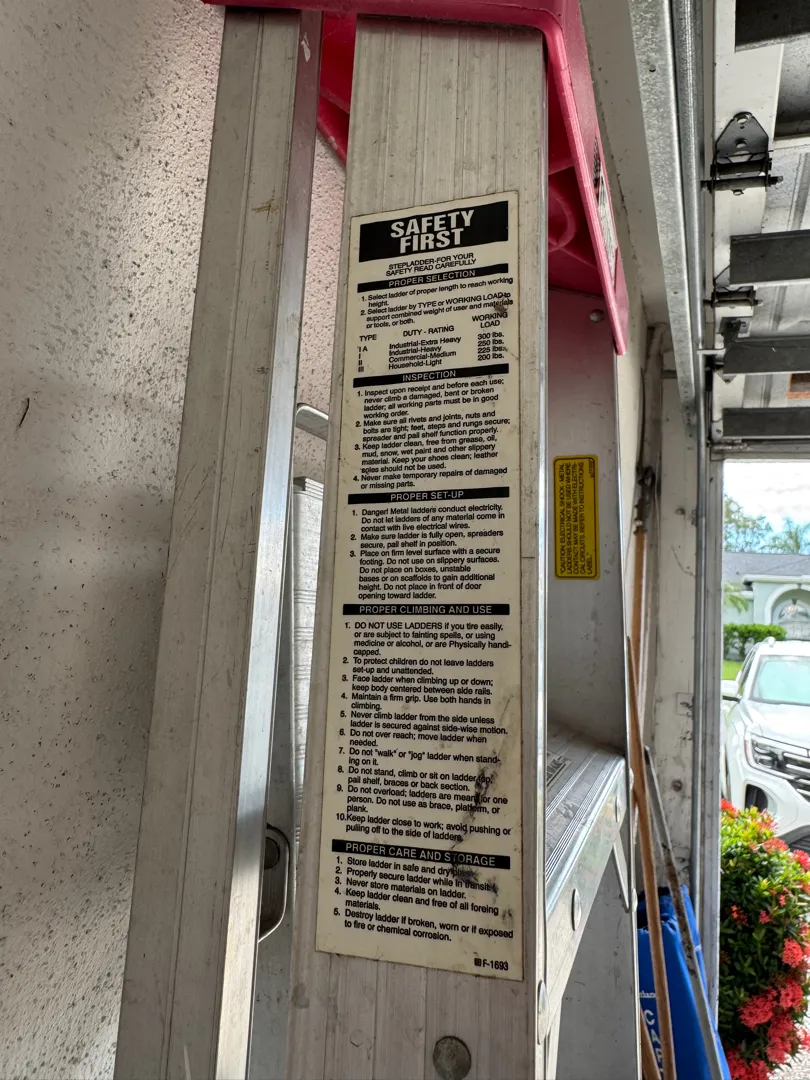 SAFETY
FIRST
STEPLADDER-FOR YOUR
SAFETY READ CAREFULLY
PROPER SELECTION
1. Select ladder of proper length to reach working
height.
2. Select ladder by TYPE or WORKING LOAD to
support combined weight of user and materials
or tools, or both.
TYPE DUTY - RATING WORKING LOAD
I A Industrial-Extra Heavy 300 lbs.
I Industrial-Heavy 250 lbs.
II Commercial-Medium 225 lbs.
III Household-Light 200 lbs.
INSPECTION
1. Inspect upon receipt and before each use;
never climb a damaged, bent or broken
ladder; all working parts must be in good
working order.
2. Make sure all rivets and joints, nuts and
bolts are tight; feet, steps and rungs secure;
spreader and pail shelf function properly.
3. Keep ladder clean, free from grease, oil,
mud, snow, wet paint and other slippery
material. Keep your shoes clean; leather
soles should not be used.
4. Never make temporary repairs of damaged
or missing parts.
PROPER SET-UP
1. Danger! Metal ladders conduct electricity.
Do not let ladders of any material come in
contact with live electrical wires.
2. Make sure ladder is fully open, spreaders
secure, pail shelf in position.
3. Place on firm level surface with a secure
footing. Do not use on slippery surfaces.
Do not place on boxes, unstable
bases or on scaffolds to gain additional
height. Do not place in front of door
opening toward ladder.
PROPER CLIMBING AND USE
1. DO NOT USE LADDERS if you tire easily,
or are subject to fainting spells, or using
medicine or alcohol, or are Physically handi-
capped.
2. To protect children do not leave ladders
set-up and unattended.
3. Face ladder when climbing up or down;
keep body centered between side rails.
4. Maintain a firm grip. Use both hands in
climbing.
5. Never climb ladder from the side unless
ladder is secured against side-wise motion.
6. Do not over reach; move ladder when
needed.
7. Do not "walk" or "jog" ladder when stand-
ing on it.
8. Do not stand, climb or sit on ladder top,
pail shelf, braces or back section.
9. Do not overload; ladders are meant for one
person. Do not use as brace, platform, or
plank.
10.Keep ladder close to work; avoid pushing or
pulling off to the side of ladders.
PROPER CARE AND STORAGE
1. Store ladder in safe and dry
2. Properly secure ladder while in transit.
3. Never store materials on ladder.
4. Keep ladder clean and free of all foreing
materials.
5. Destroy ladder if broken, worn or if exposed
to fire or chemical corrosion.
F-1693
"CAUTION: ELECTRICAL SHOCK - METAL
LADDERS SHOULD NOT BE USED WHERE
CONTACT MAY BE MADE WITH ELECTRI-
CAL CIRCUITS. REFER TO INSTRUCTIONS
LABEL."